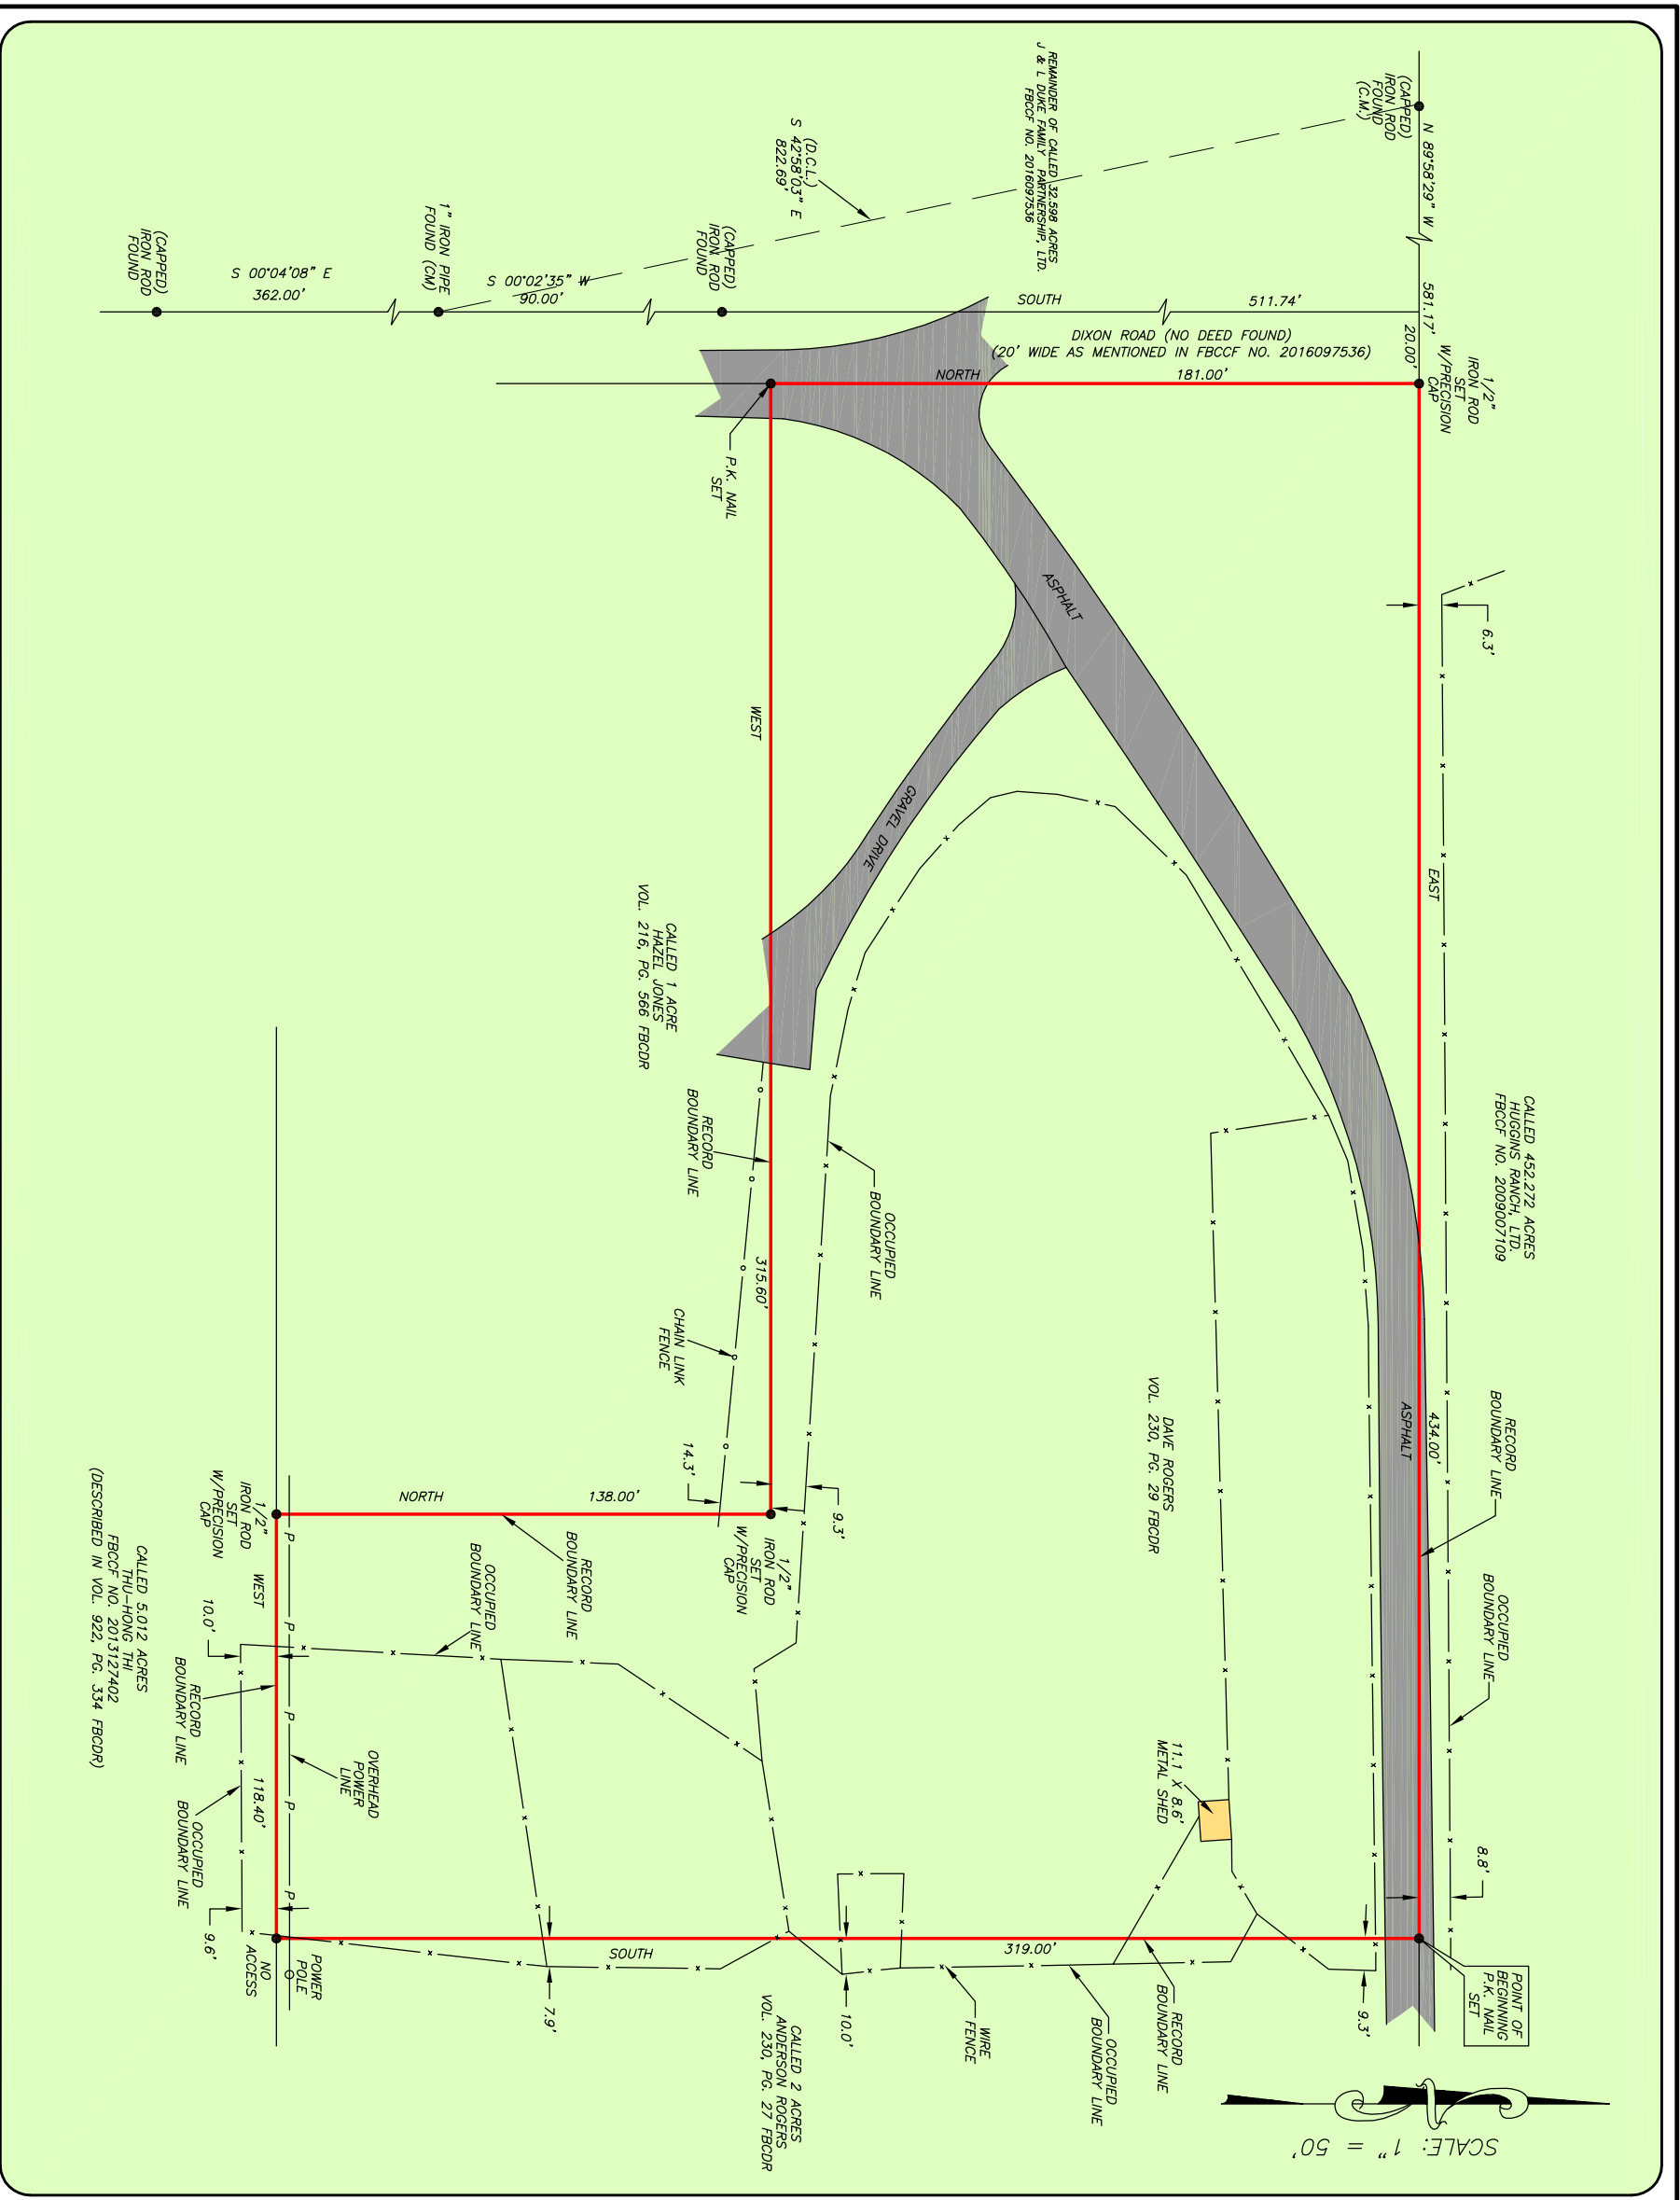 (CAPPED)
IRON ROD
FOUND
(C.M.)
N 89°58'29" W
581.17'
20.00'
1/2"
IRON ROD
SET
W/PRECISION
CAP
6.3'
EAST
CALLED 452.272 ACRES
HUGGINS RANCH, LTD.
FBCCF NO. 2009007109
434.00'
ASPHALT
RECORD
BOUNDARY LINE
OCCUPIED
BOUNDARY LINE
8.8'
POINT OF
BEGINNING
P.K. NAIL
SET
SCALE: 1" = 50'
REMAINDER OF CALLED 32.598 ACRES
J & L DUKE FAMILY PARTNERSHIP, LTD.
FBCCF NO. 2016097536
(D.C.L.)
S 42°58'03" E
822.69'
SOUTH
511.74'
DIXON ROAD (NO DEED FOUND)
(20' WIDE AS MENTIONED IN FBCCF NO. 2016097536)
NORTH
181.00'
(CAPPED)
IRON ROD
FOUND
S 00°02'35" W
90.00'
1" IRON PIPE
FOUND (CM)
S 00°04'08" E
362.00'
(CAPPED)
IRON ROD
FOUND
P.K. NAIL
SET
ASPHALT
GRAVEL DRIVE
WEST
315.60'
CALLED 1 ACRE
HAZEL JONES
VOL. 216, PG. 566 FBCDR
RECORD
BOUNDARY LINE
OCCUPIED
BOUNDARY LINE
CHAIN LINK
FENCE
14.3'
9.3'
DAVE ROGERS
VOL. 230, PG. 29 FBCDR
11.1 X 8.6'
METAL SHED
9.3'
RECORD
BOUNDARY LINE
319.00'
OCCUPIED
BOUNDARY LINE
WIRE
FENCE
10.0'
CALLED 2 ACRES
ANDERSON ROGERS
VOL. 230, PG. 27 FBCDR
SOUTH
7.9'
1/2"
IRON ROD
SET
W/PRECISION
CAP
NORTH
138.00'
RECORD
BOUNDARY LINE
OCCUPIED
BOUNDARY LINE
P
P
P
P
P
OVERHEAD
POWER
LINE
POWER
POLE
NO
ACCESS
1/2"
IRON ROD
SET
W/PRECISION
CAP
WEST
118.40'
10.0'
RECORD
BOUNDARY LINE
OCCUPIED
BOUNDARY LINE
9.6'
CALLED 5.012 ACRES
THU-HONG THI
FBCCF NO. 2013127402
(DESCRIBED IN VOL. 922, PG. 334 FBCDR)